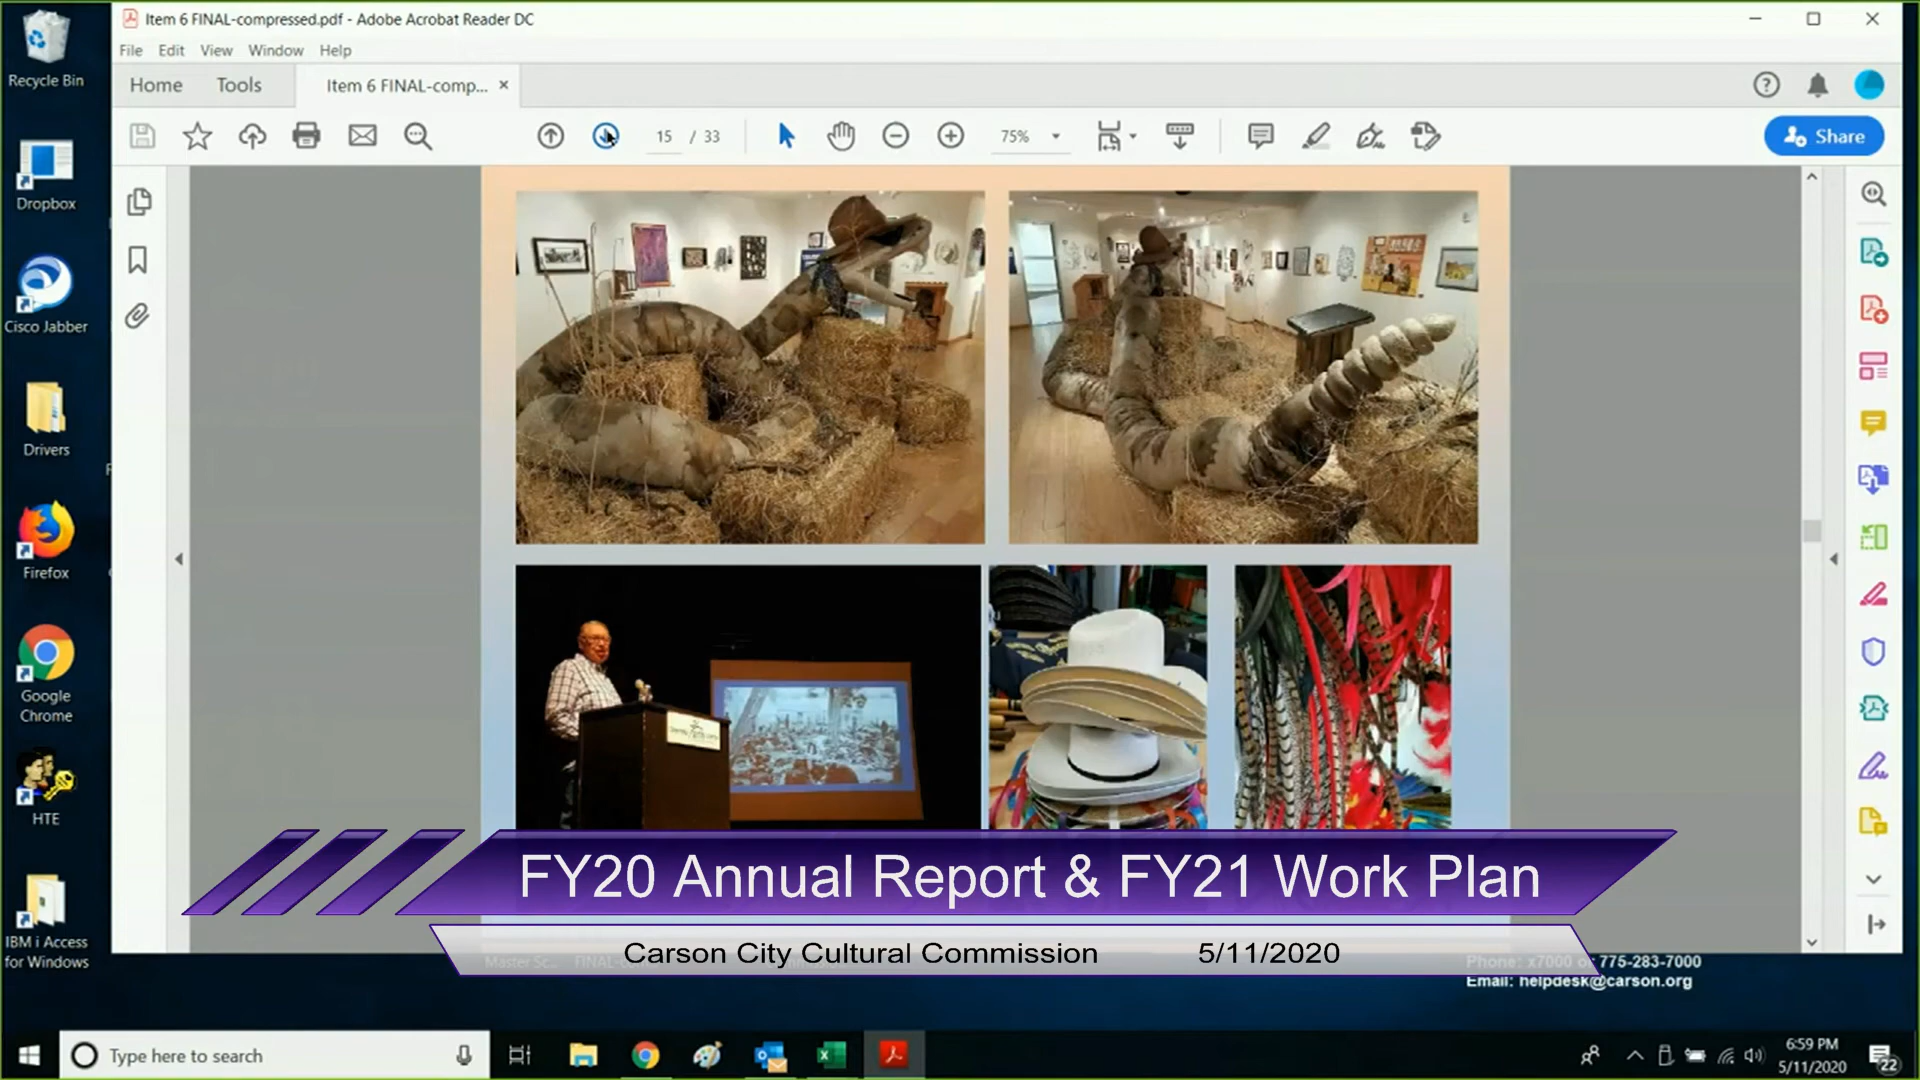 Recycle Bin
Item 6 FINAL-compressed.pdf - Adobe Acrobat Reader DC
File Edit View Window Help
Home Tools Item 6 FINAL-comp... ×
15 / 33
75%
Share
Dropbox
Cisco Jabber
Drivers
Firefox
Google
Chrome
HTE
IBM i Access
for Windows
FY20 Annual Report & FY21 Work Plan
Carson City Cultural Commission 5/11/2020
Phone: x7000 or 775-283-7000
Email: helpdesk@carson.org
Type here to search
6:59 PM
5/11/2020
22